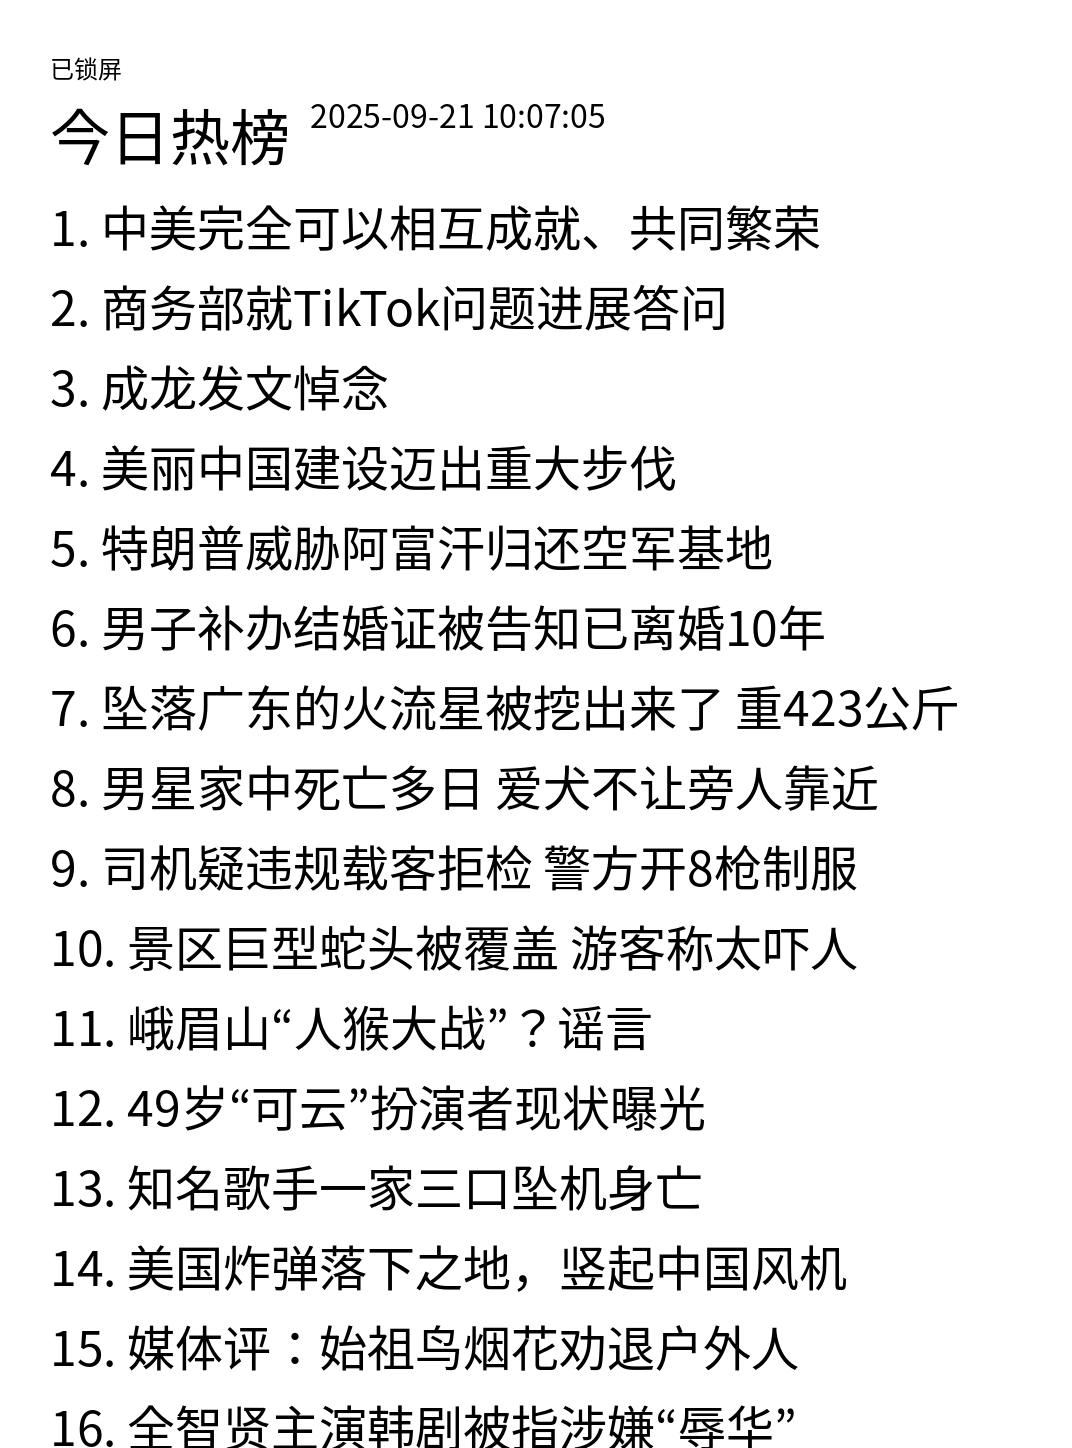 已锁屏
今日热榜 2025-09-21 10:07:05
1. 中美完全可以相互成就、共同繁荣
2. 商务部就TikTok问题进展答问
3. 成龙发文悼念
4. 美丽中国建设迈出重大步伐
5. 特朗普威胁阿富汗归还空军基地
6. 男子补办结婚证被告知已离婚10年
7. 坠落广东的火流星被挖出来了 重423公斤
8. 男星家中死亡多日 爱犬不让旁人靠近
9. 司机疑违规载客拒检 警方开8枪制服
10. 景区巨型蛇头被覆盖 游客称太吓人
11. 峨眉山“人猴大战”？谣言
12. 49岁“可云”扮演者现状曝光
13. 知名歌手一家三口坠机身亡
14. 美国炸弹落下之地，竖起中国风机
15. 媒体评：始祖鸟烟花劝退户外人
16. 全智贤主演韩剧被指涉嫌“辱华”